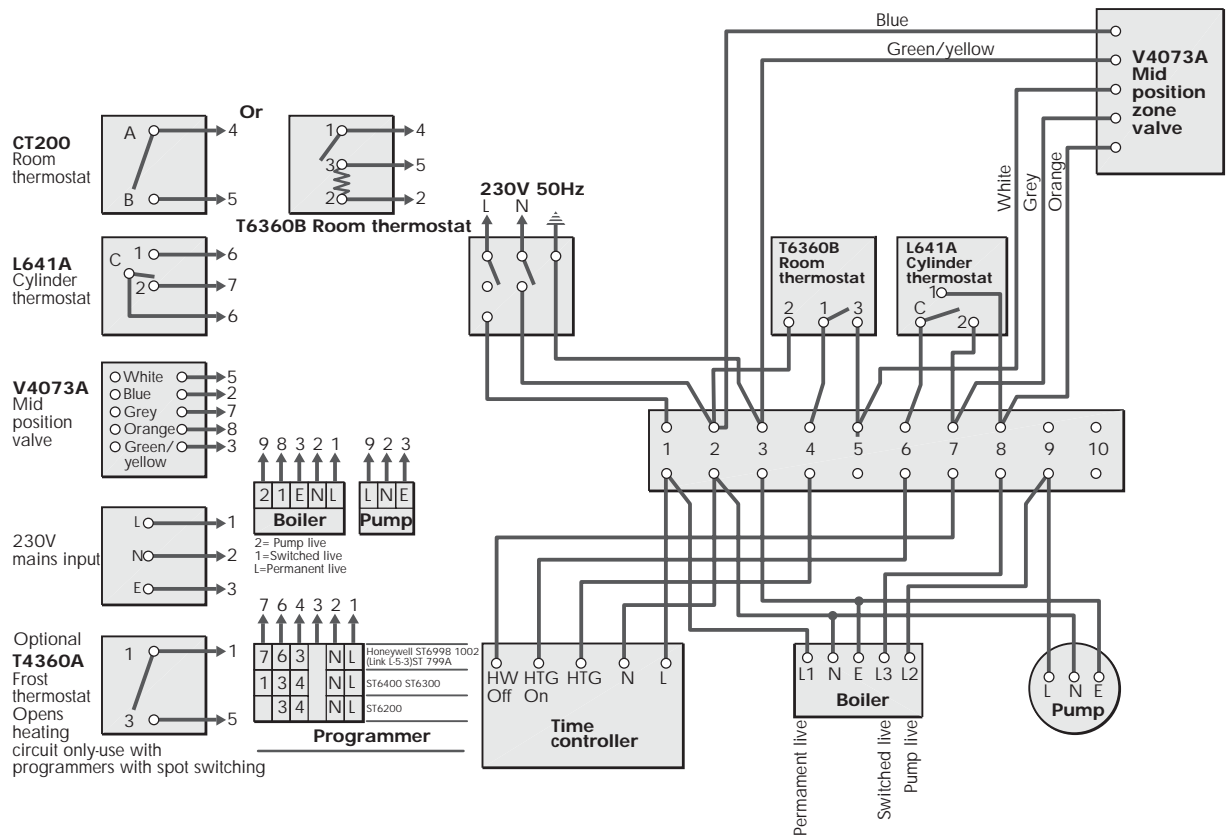 Blue
Green/yellow
V4073A
Mid
position
zone
valve
White
Grey
Orange
Or
CT200
Room
thermostat
A
B
4
5
1
3
2
4
5
2
T6360B Room thermostat
230V 50Hz
L N
L641A
Cylinder
thermostat
C
1
2
6
7
6
T6360B
Room
thermostat
2 1 3
L641A
Cylinder
thermostat
1
C
2
V4073A
Mid
position
valve
White 5
Blue 2
Grey 7
Orange 8
Green/ 3
yellow
1 2 3 4 5 6 7 8 9 10
9 8 3 2 1
2 1 E N L
Boiler
2= Pump live
1=Switched live
L=Permanent live
9 2 3
L N E
Pump
230V
mains input
L 1
N 2
E 3
Optional
T4360A
Frost
thermostat
Opens
heating
circuit only-use with
programmers with spot switching
1
3
1
5
7 6 4 3 2 1
7 6 3 N L Honeywell ST6998 1002
(Link L-5-3)ST 799A
1 3 4 N L ST6400 ST6300
3 4 N L ST6200
Programmer
HW HTG HTG N L
Off On
Time
controller
L1 N E L3 L2
Boiler
Permament live
Switched live
Pump live
L N E
Pump